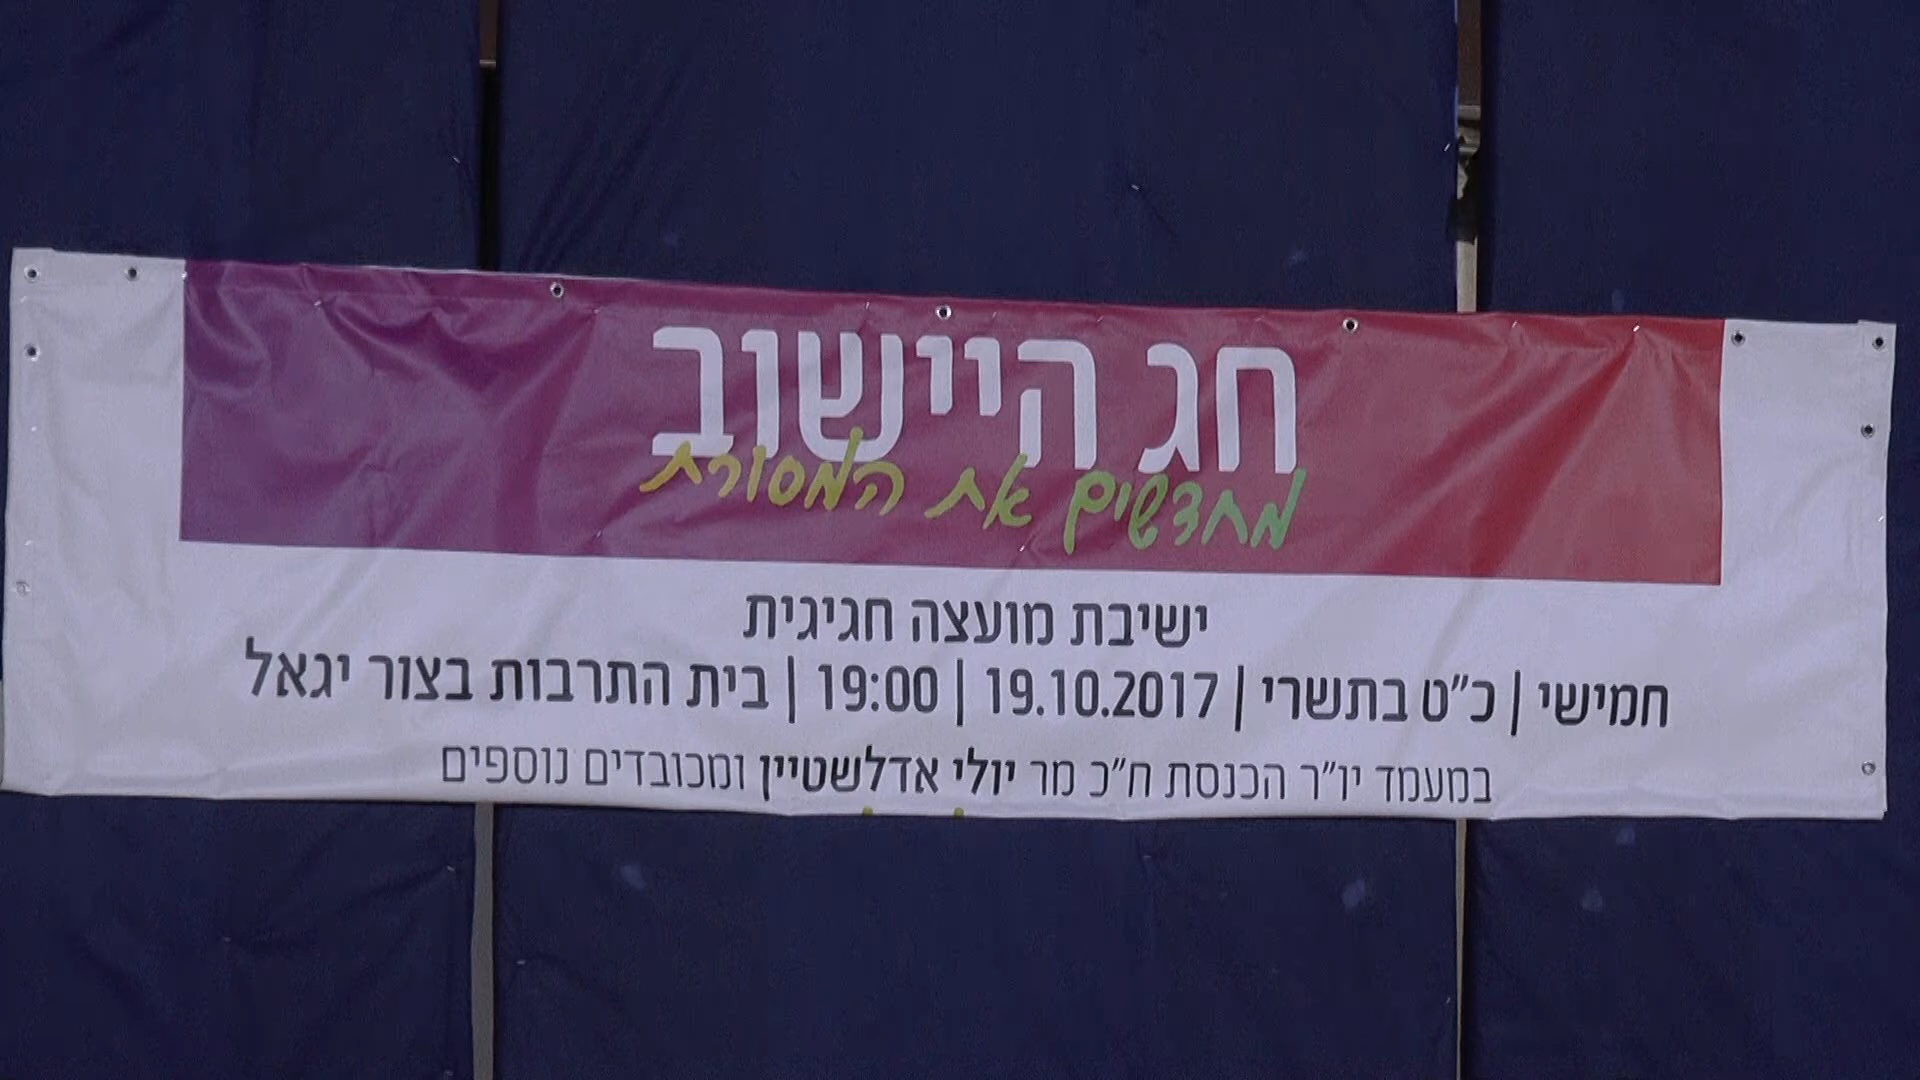 חג היישוב
מחדשים את המסורת
ישיבת מועצה חגיגית
חמישי | כ"ט בתשרי | 19.10.2017 | 19:00 | בית התרבות בצור יגאל
במעמד יו"ר הכנסת ח"כ מר יולי אדלשטיין ומכובדים נוספים